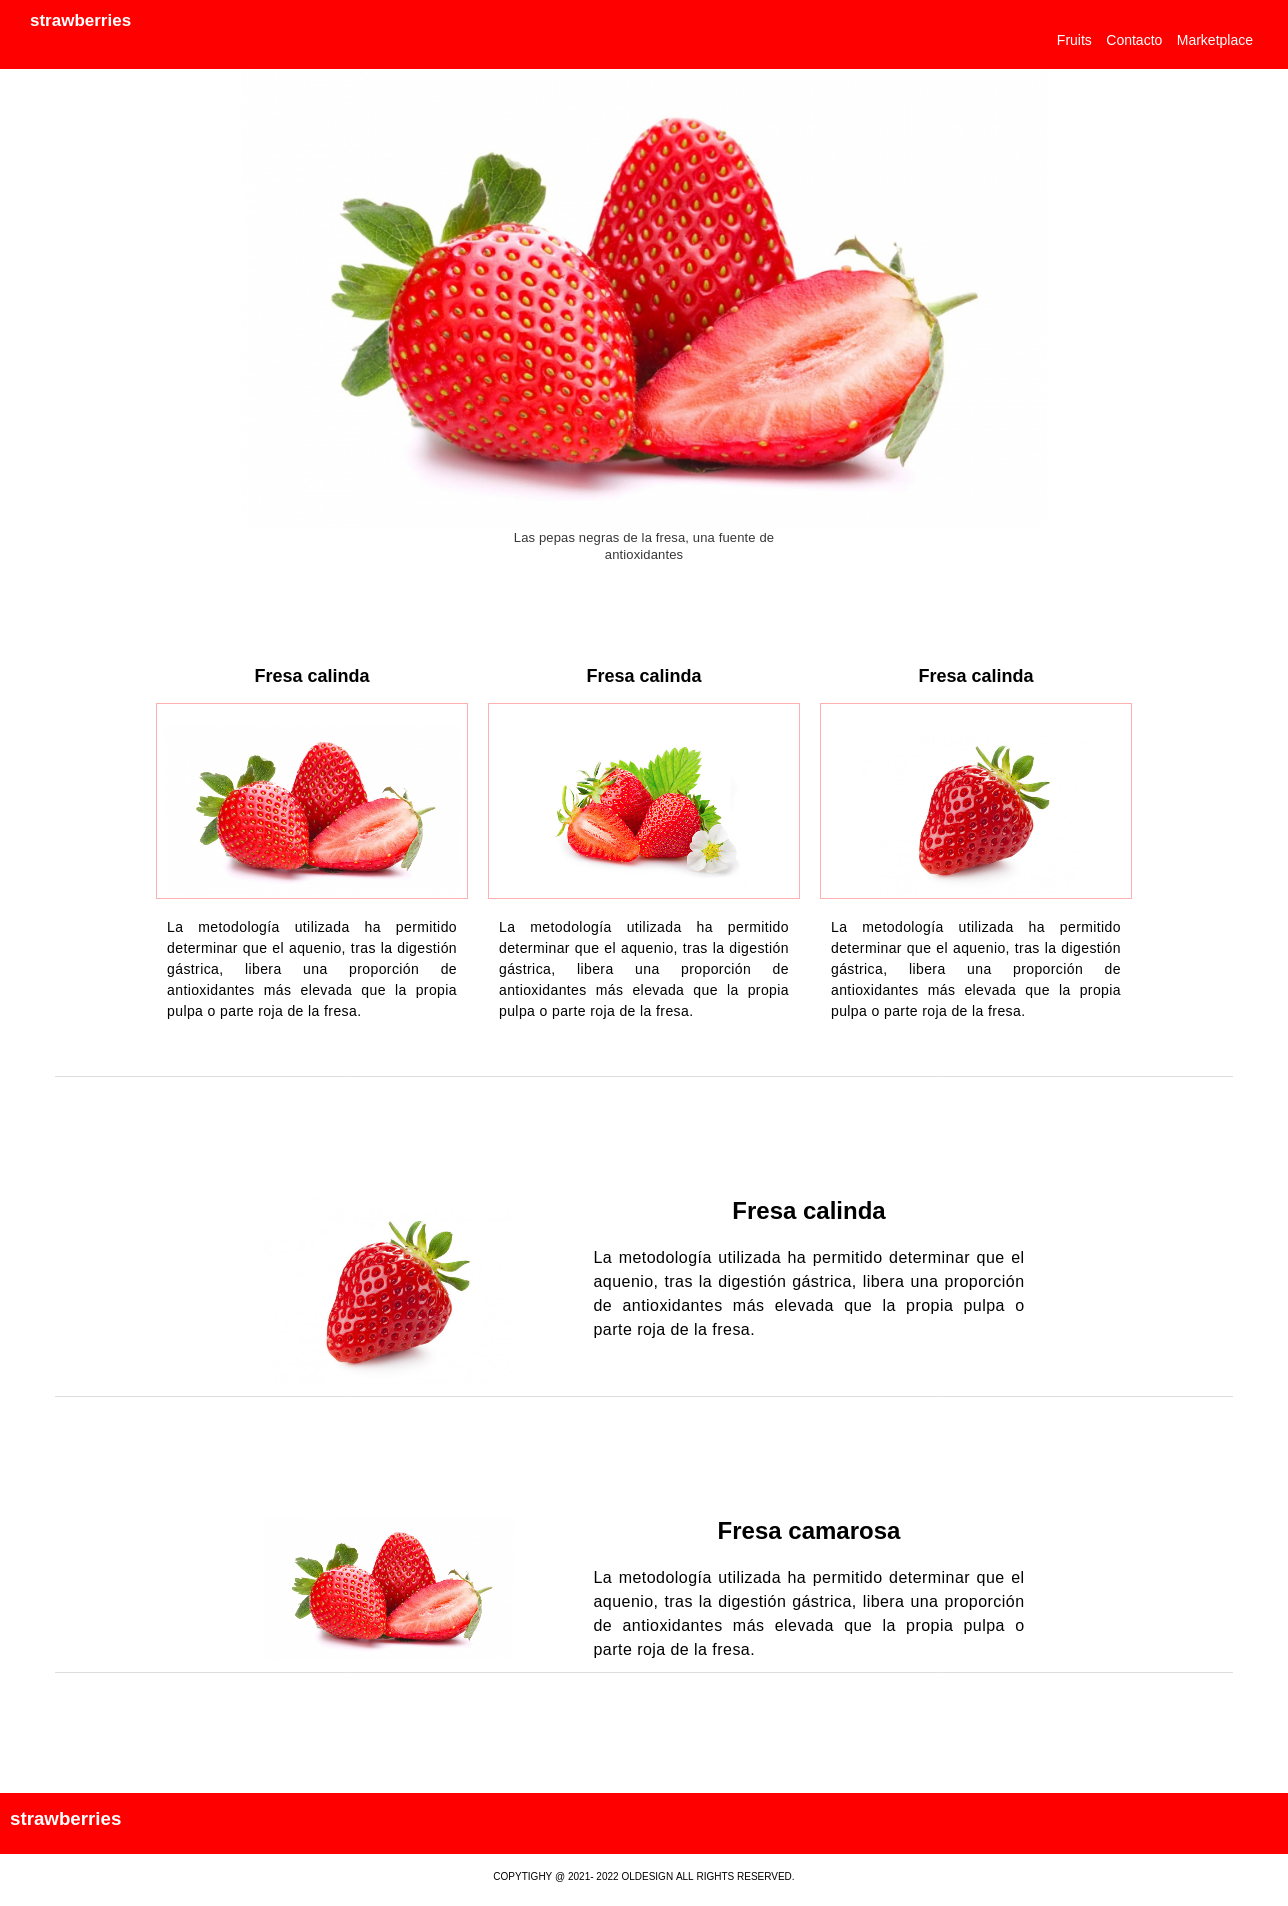 strawberries
Fruits Contacto Marketplace
Las pepas negras de la fresa, una fuente de
antioxidantes
Fresa calinda
La metodología utilizada ha permitido
determinar que el aquenio, tras la digestión
gástrica, libera una proporción de
antioxidantes más elevada que la propia
pulpa o parte roja de la fresa.
Fresa calinda
La metodología utilizada ha permitido
determinar que el aquenio, tras la digestión
gástrica, libera una proporción de
antioxidantes más elevada que la propia
pulpa o parte roja de la fresa.
Fresa calinda
La metodología utilizada ha permitido
determinar que el aquenio, tras la digestión
gástrica, libera una proporción de
antioxidantes más elevada que la propia
pulpa o parte roja de la fresa.
Fresa calinda
La metodología utilizada ha permitido determinar que el
aquenio, tras la digestión gástrica, libera una proporción
de antioxidantes más elevada que la propia pulpa o
parte roja de la fresa.
Fresa camarosa
La metodología utilizada ha permitido determinar que el
aquenio, tras la digestión gástrica, libera una proporción
de antioxidantes más elevada que la propia pulpa o
parte roja de la fresa.
strawberries
COPYTIGHY @ 2021- 2022 OLDESIGN ALL RIGHTS RESERVED.